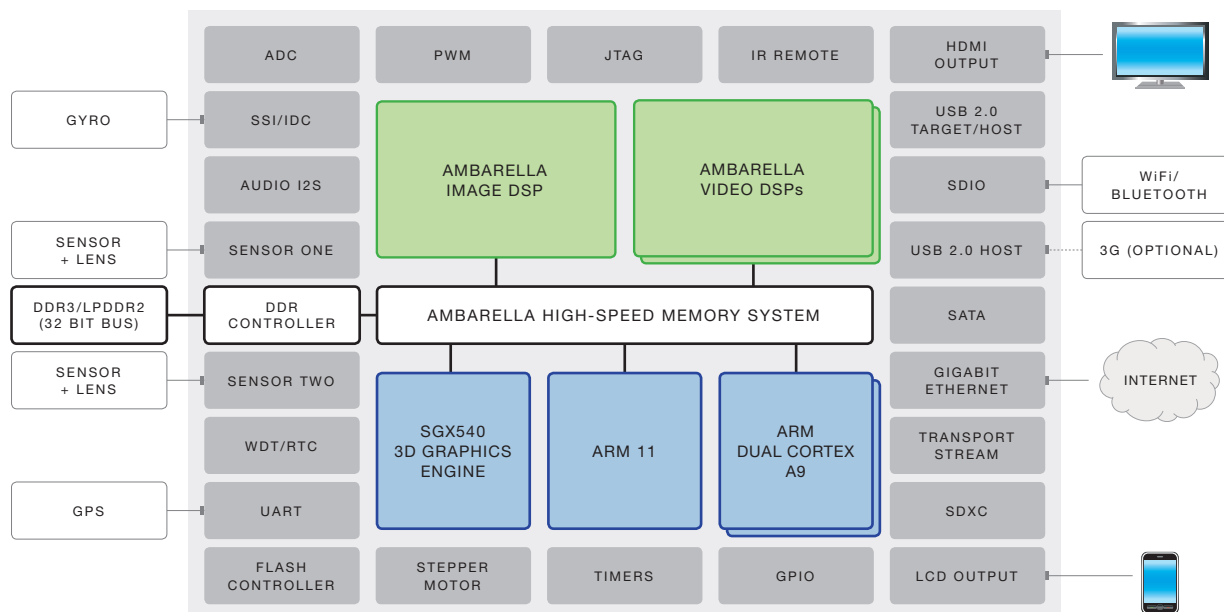 ADC
PWM
JTAG
IR REMOTE
HDMI
OUTPUT
GYRO
SSI/IDC
AMBARELLA
IMAGE DSP
AMBARELLA
VIDEO DSPs
USB 2.0
TARGET/HOST
AUDIO I2S
SDIO
WiFi/
BLUETOOTH
SENSOR
+ LENS
SENSOR ONE
USB 2.0 HOST
3G (OPTIONAL)
DDR3/LPDDR2
(32 BIT BUS)
DDR
CONTROLLER
AMBARELLA HIGH-SPEED MEMORY SYSTEM
SATA
SENSOR
+ LENS
SENSOR TWO
GIGABIT
ETHERNET
INTERNET
WDT/RTC
SGX540
3D GRAPHICS
ENGINE
ARM 11
ARM
DUAL CORTEX
A9
TRANSPORT
STREAM
GPS
UART
SDXC
FLASH
CONTROLLER
STEPPER
MOTOR
TIMERS
GPIO
LCD OUTPUT